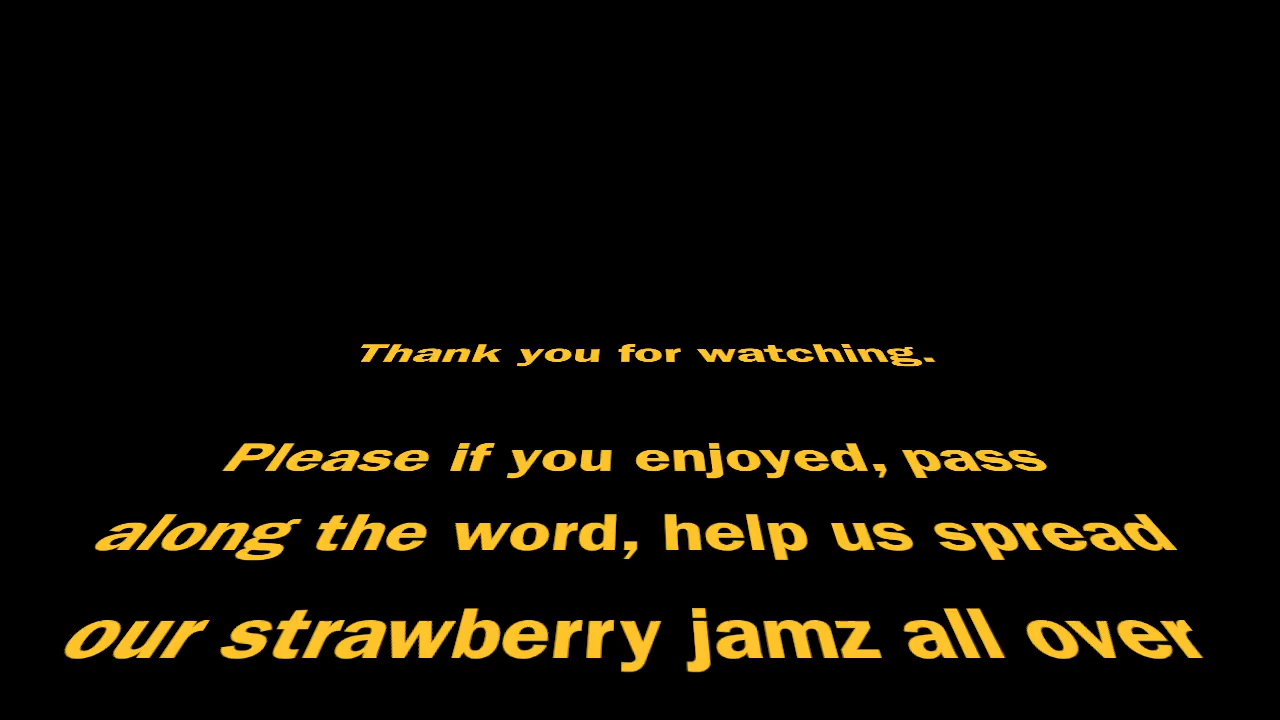 Thank you for watching.
Please if you enjoyed, pass
along the word, help us spread
our strawberry jamz all over